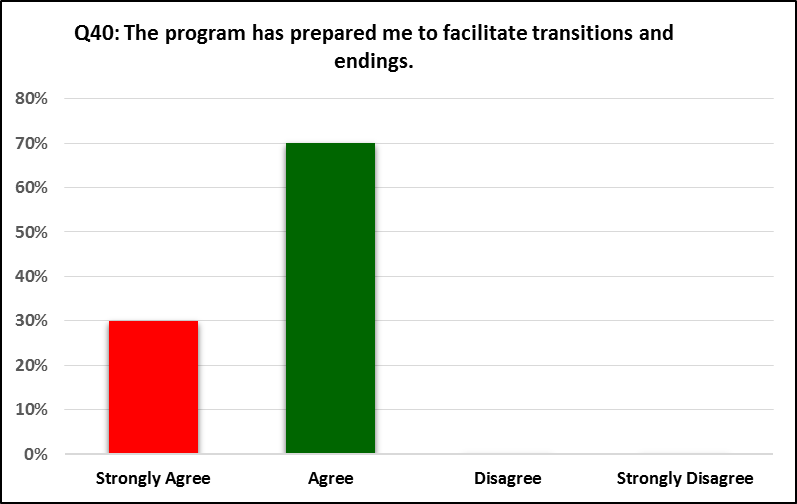 Q40: The program has prepared me to facilitate transitions and
endings.
80%
70%
60%
50%
40%
30%
20%
10%
0%
Strongly Agree
Agree
Disagree
Strongly Disagree